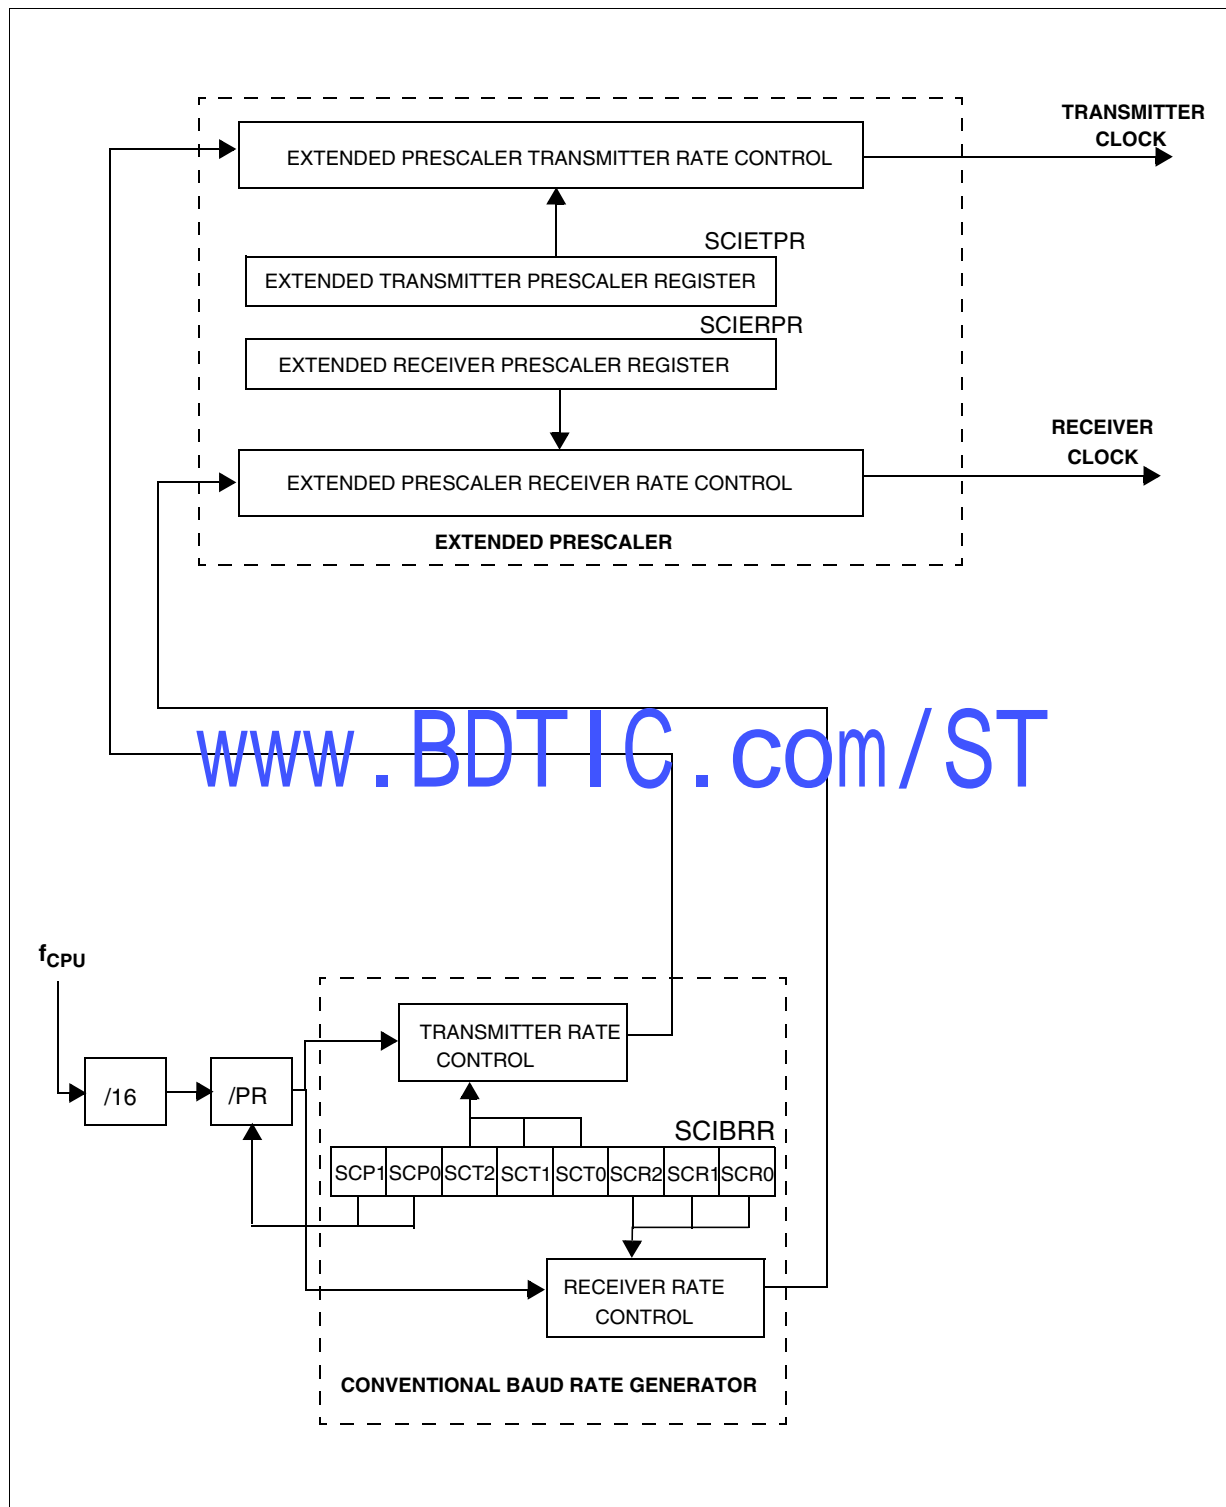 TRANSMITTER
CLOCK
EXTENDED PRESCALER TRANSMITTER RATE CONTROL
SCIETPR
EXTENDED TRANSMITTER PRESCALER REGISTER
SCIERPR
EXTENDED RECEIVER PRESCALER REGISTER
RECEIVER
CLOCK
EXTENDED PRESCALER RECEIVER RATE CONTROL
EXTENDED PRESCALER
www.BDTIC.com/ST
fCPU
TRANSMITTER RATE
CONTROL
/16
/PR
SCIBRR
SCP1 SCP0 SCT2 SCT1 SCT0 SCR2 SCR1 SCR0
RECEIVER RATE
CONTROL
CONVENTIONAL BAUD RATE GENERATOR